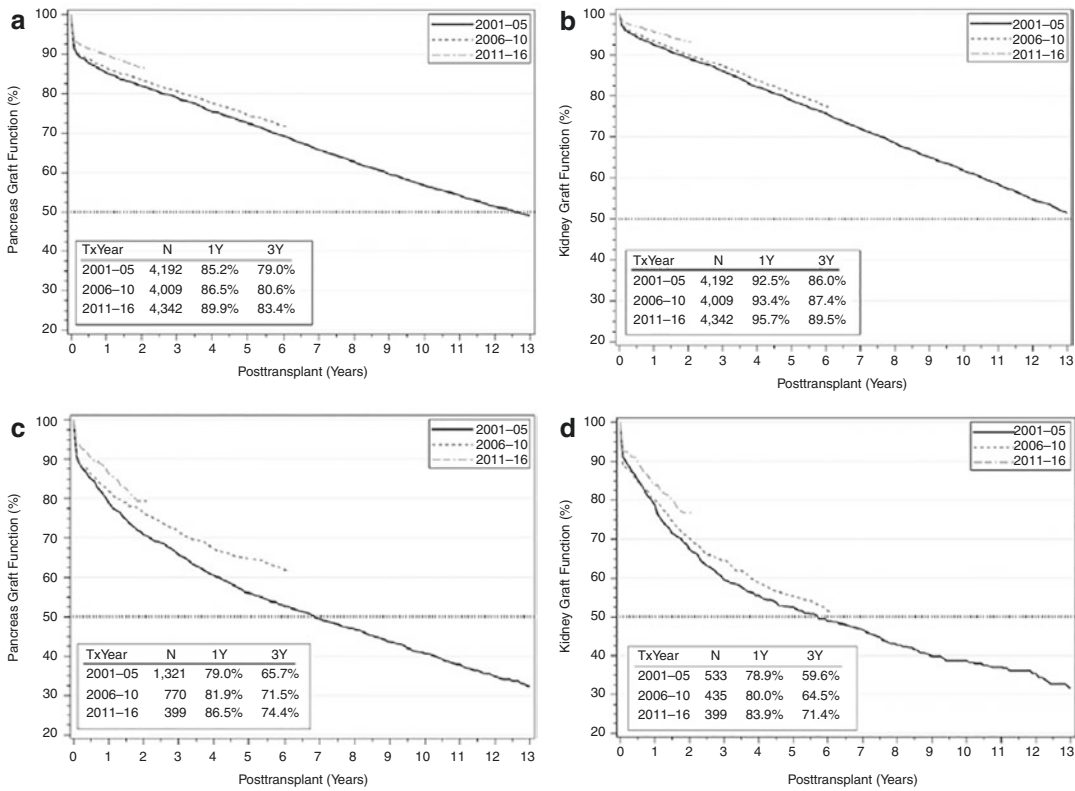 a
Pancreas Graft Function (%)
100
90
80
70
60
50
40
30
20
2001–05
2006–10
2011–16
TxYear N 1Y 3Y
2001–05 4,192 85.2% 79.0%
2006–10 4,009 86.5% 80.6%
2011–16 4,342 89.9% 83.4%
0 1 2 3 4 5 6 7 8 9 10 11 12 13
Posttransplant (Years)
b
Kidney Graft Function (%)
100
90
80
70
60
50
40
30
20
2001–05
2006–10
2011–16
TxYear N 1Y 3Y
2001–05 4,192 92.5% 86.0%
2006–10 4,009 93.4% 87.4%
2011–16 4,342 95.7% 89.5%
0 1 2 3 4 5 6 7 8 9 10 11 12 13
Posttransplant (Years)
c
Pancreas Graft Function (%)
100
90
80
70
60
50
40
30
20
2001–05
2006–10
2011–16
TxYear N 1Y 3Y
2001–05 1,321 79.0% 65.7%
2006–10 770 81.9% 71.5%
2011–16 399 86.5% 74.4%
0 1 2 3 4 5 6 7 8 9 10 11 12 13
Posttransplant (Years)
d
Kidney Graft Function (%)
100
90
80
70
60
50
40
30
20
2001–05
2006–10
2011–16
TxYear N 1Y 3Y
2001–05 533 78.9% 59.6%
2006–10 435 80.0% 64.5%
2011–16 399 83.9% 71.4%
0 1 2 3 4 5 6 7 8 9 10 11 12 13
Posttransplant (Years)